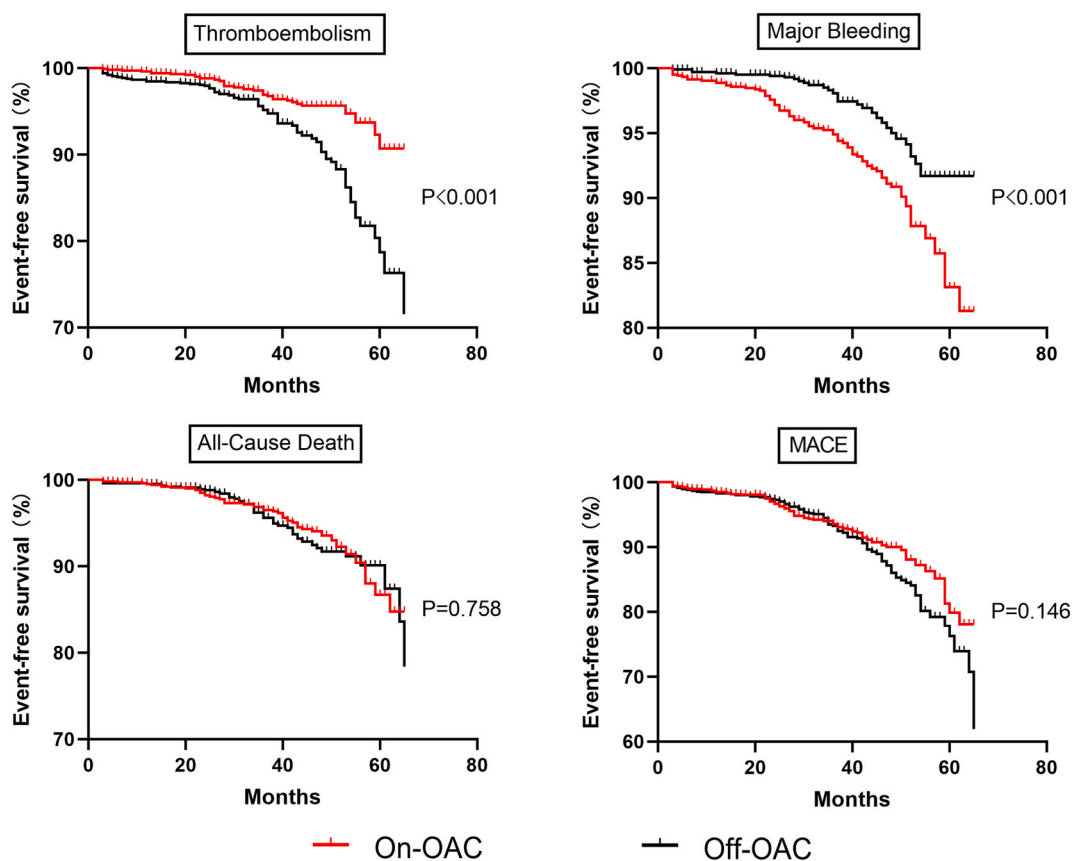 Thromboembolism
Event-free survival (%)
100
90
80
70
0 20 40 60 80
Months
P<0.001
Major Bleeding
Event-free survival (%)
100
95
90
85
80
0 20 40 60 80
Months
P<0.001
All-Cause Death
Event-free survival (%)
100
90
80
70
0 20 40 60 80
Months
P=0.758
MACE
Event-free survival (%)
100
90
80
70
60
0 20 40 60 80
Months
P=0.146
On-OAC Off-OAC